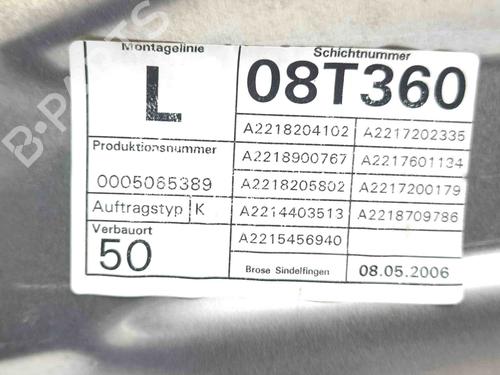 Montagelinie
L
Schichtnummer
08T360
Produktionsnummer
0005065389
Auftragstyp K
Verbauort
50
A2218204102 A2217202335
A2218900767 A2217601134
A2218205802 A2217200179
A2214403513 A2218709786
A2215456940
Brose Sindelfingen 08.05.2006
B-PARTS